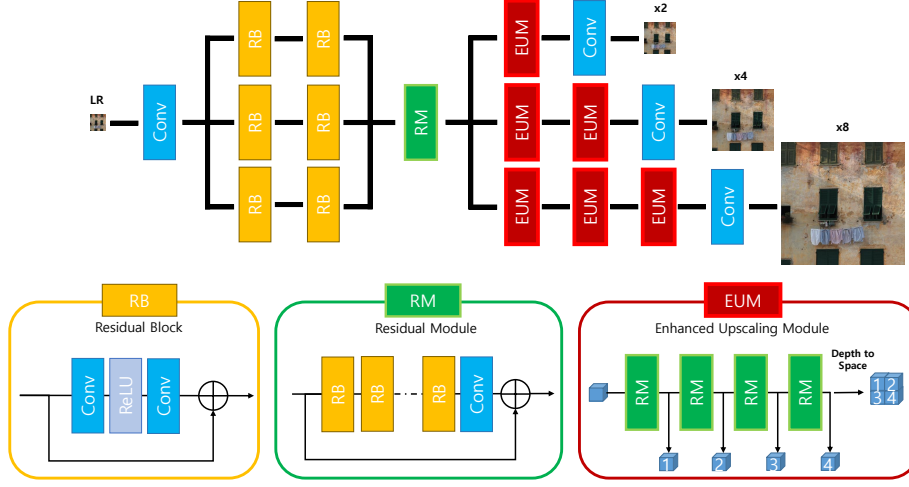 x2
x4
x8
LR
Conv
RB
RB
RB
RB
RB
RB
RM
EUM
Conv
EUM
EUM
Conv
EUM
EUM
EUM
Conv
RB
Residual Block
Conv
ReLU
Conv
RM
Residual Module
RB
RB
RB
Conv
EUM
Enhanced Upscaling Module
RM
RM
RM
RM
Depth to
Space
1 2
3 4
1
2
3
4